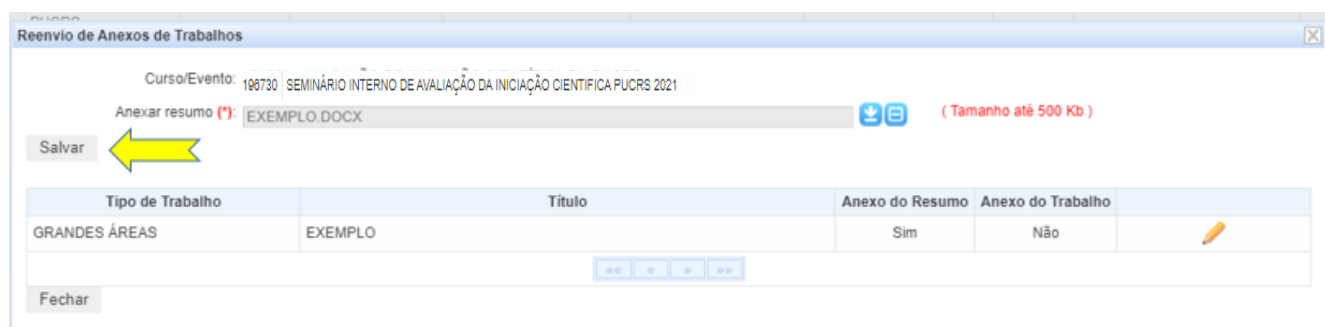 Reenvio de Anexos de Trabalhos
Curso/Evento: 196730 SEMINÁRIO INTERNO DE AVALIAÇÃO DA INICIAÇÃO CIENTIFICA PUCRS 2021
Anexar resumo (*): EXEMPLO.DOCX ( Tamanho até 500 Kb )
Salvar
Tipo de Trabalho Título Anexo do Resumo Anexo do Trabalho
GRANDES ÁREAS EXEMPLO Sim Não
«« « » »»
Fechar